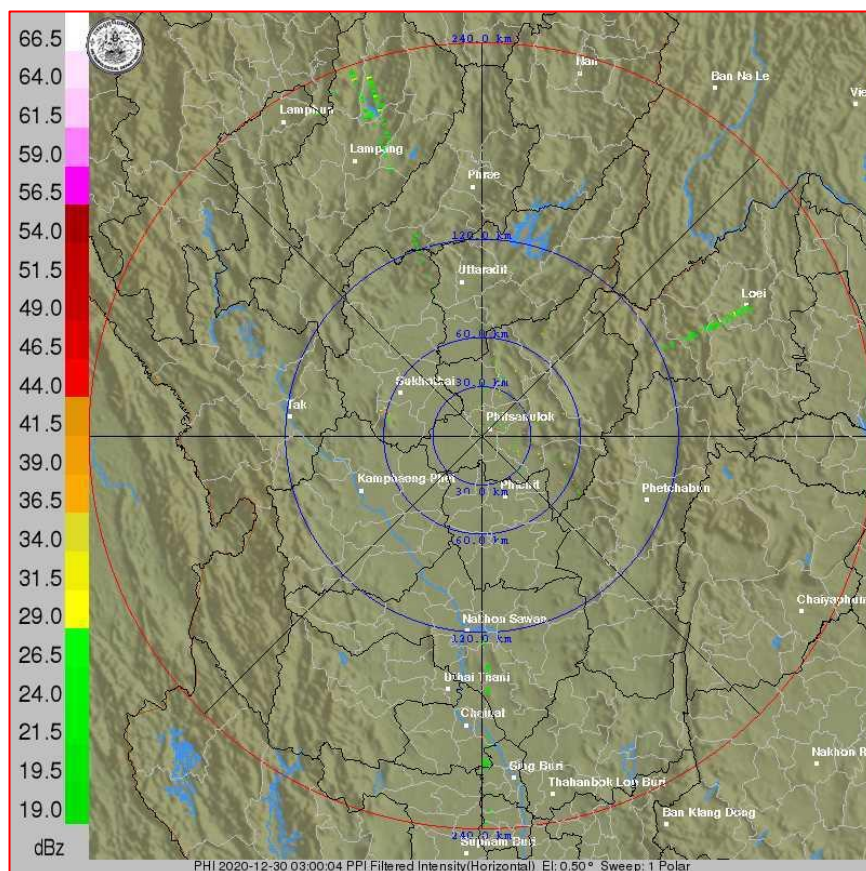 66.5
64.0
61.5
59.0
56.5
54.0
51.5
49.0
46.5
44.0
41.5
39.0
36.5
34.0
31.5
29.0
26.5
24.0
21.5
19.5
19.0
dBz
240.0 km
Nan
Ban Na Le
Vie
Lamphun
Lampang
Phrae
120.0 km
Uttaradit
Loei
60.0 km
30.0 km
Sukhothai
Tak
Phitsanulok
Kamphaeng Phet
Phichit
30.0 km
Phetchabun
60.0 km
Chaiyaphum
Nakhon Sawan
120.0 km
Uthai Thani
Chainat
Nakhon R
Sing Buri
Thahanbok Lop Buri
Ban Klang Dong
240.0 km
Suphan Buri
PHI 2020-12-30 03:00:04 PPI Filtered Intensity(Horizontal) El: 0.50° Sweep: 1 Polar